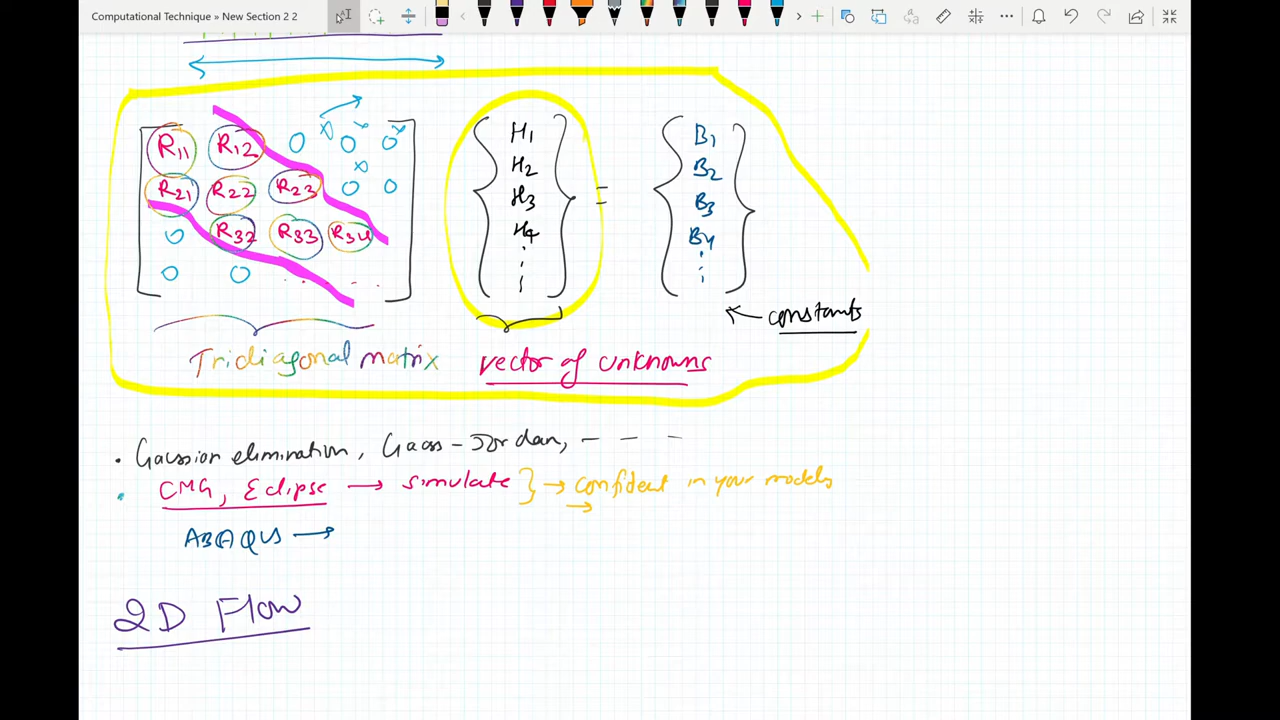 Computational Technique » New Section 2 2
R11 R12 0 0 0
R21 R22 R23 0 0
0 R32 R33 R34
0 0 . . . .
H1
H2
H3
H4
=
B1
B2
B3
B4
← constants
Tridiagonal matrix
vector of unknowns
• Gaussian elimination, Gaoss-Jordan, - - -
• CMG, Eclipse → simulate } → confident in your models
→
ABAQUS →
2D Flow